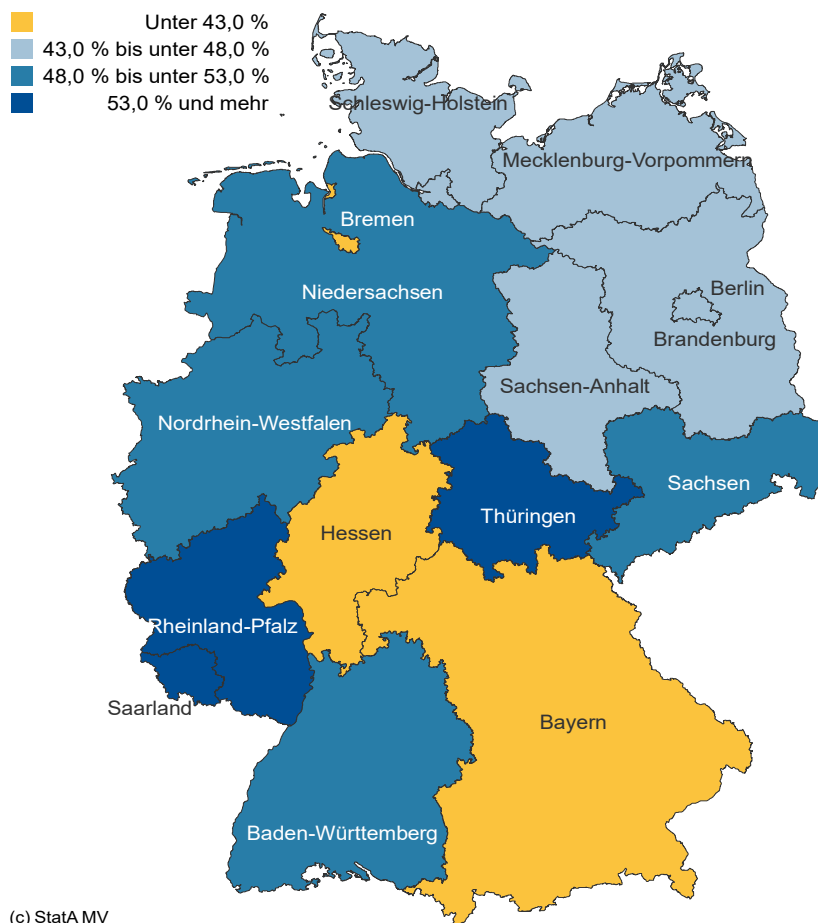 Unter 43,0 %
43,0 % bis unter 48,0 %
48,0 % bis unter 53,0 %
53,0 % und mehr
Schleswig-Holstein
Mecklenburg-Vorpommern
Bremen
Niedersachsen
Berlin
Brandenburg
Sachsen-Anhalt
Nordrhein-Westfalen
Sachsen
Thüringen
Hessen
Rheinland-Pfalz
Saarland
Bayern
Baden-Württemberg
(c) StatA MV